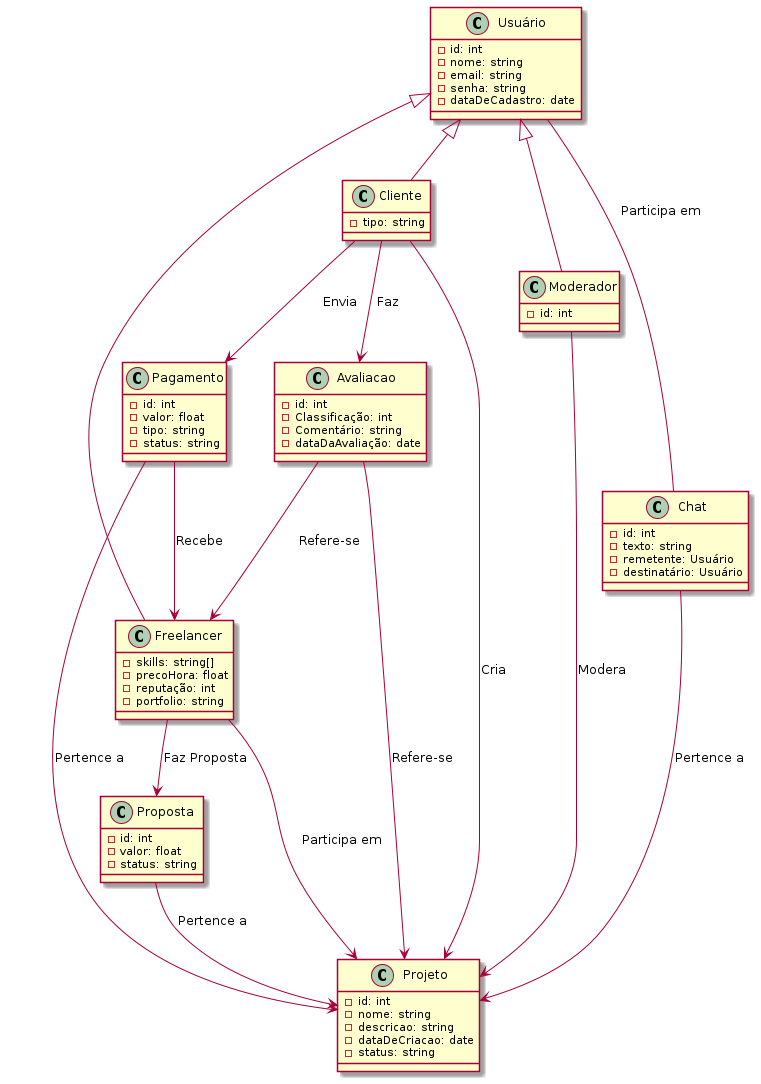 C Usuário
id: int
nome: string
email: string
senha: string
dataDeCadastro: date
C Cliente
tipo: string
Participa em
C Moderador
id: int
Envia
Faz
C Pagamento
id: int
valor: float
tipo: string
status: string
C Avaliacao
id: int
Classificação: int
Comentário: string
dataDaAvaliação: date
C Chat
id: int
texto: string
remetente: Usuário
destinatário: Usuário
Recebe
Refere-se
C Freelancer
skills: string[]
precoHora: float
reputação: int
portfolio: string
Cria
Modera
Pertence a
Faz Proposta
Refere-se
Pertence a
C Proposta
id: int
valor: float
status: string
Participa em
Pertence a
C Projeto
id: int
nome: string
descricao: string
dataDeCriacao: date
status: string